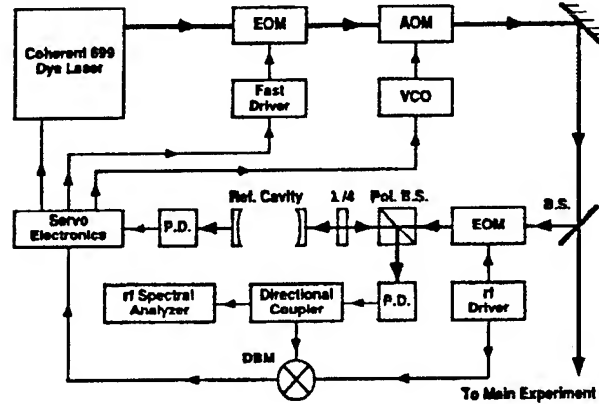 Coherent 699
Dye Laser
EOM
AOM
Fast
Driver
VCO
Ref. Cavity
λ/4
Pol. B.S.
B.S.
Servo
Electronics
P.D.
EOM
rf Spectral
Analyzer
Directional
Coupler
P.D.
rf
Driver
DBM
To Main Experiment